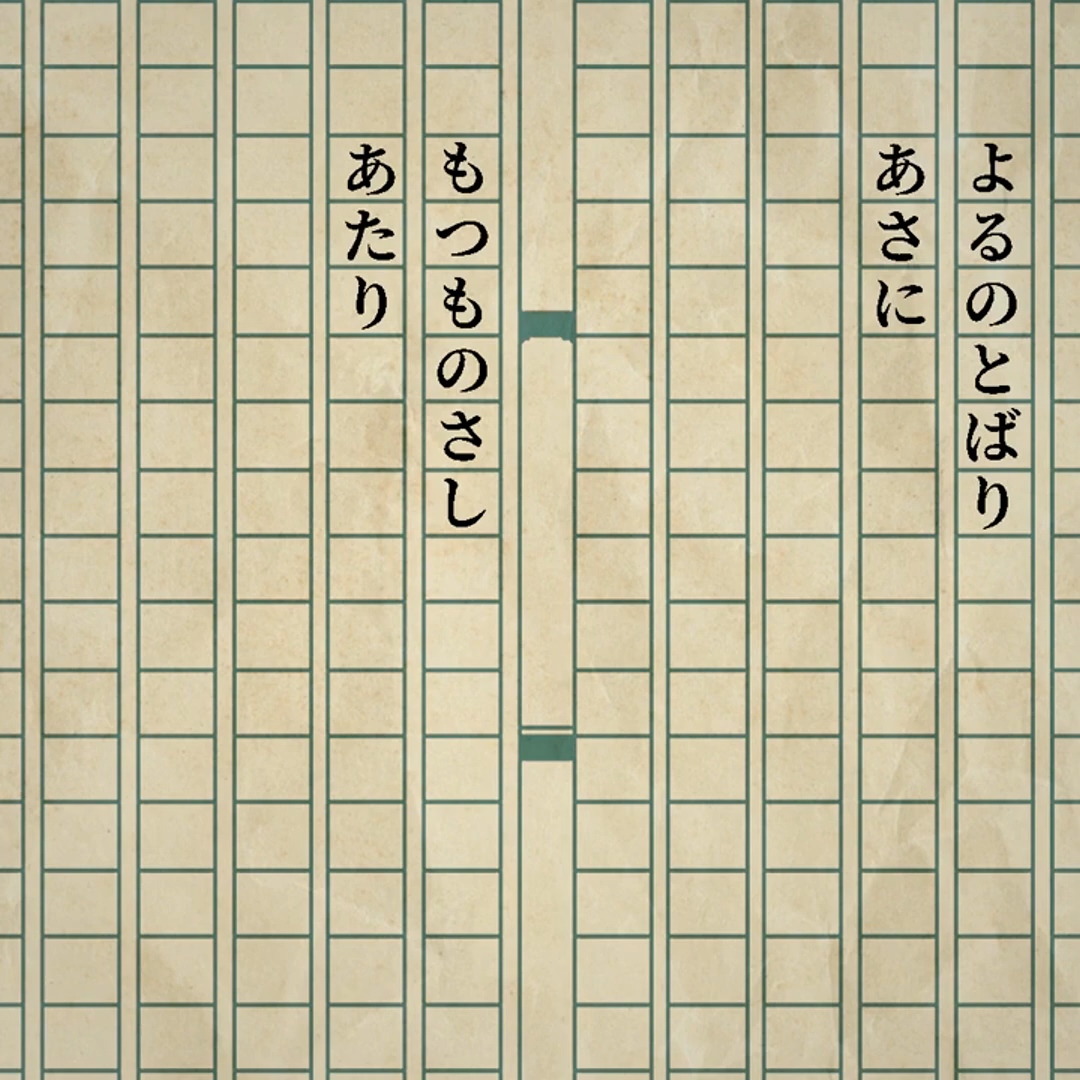 よるのとばり
あさに
もつものさし
あたり